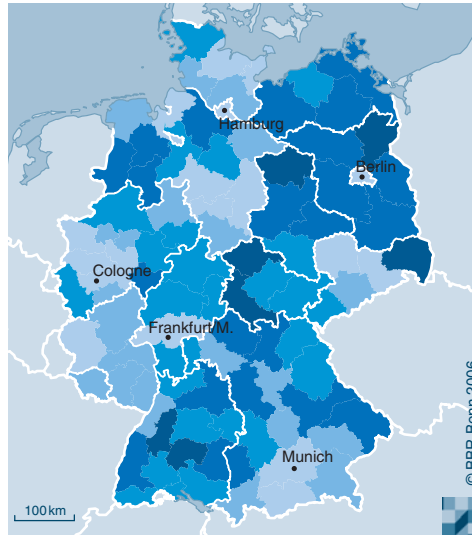 Hamburg
Berlin
Cologne
Frankfurt/M.
Munich
100 km
© BBR Bonn 2006